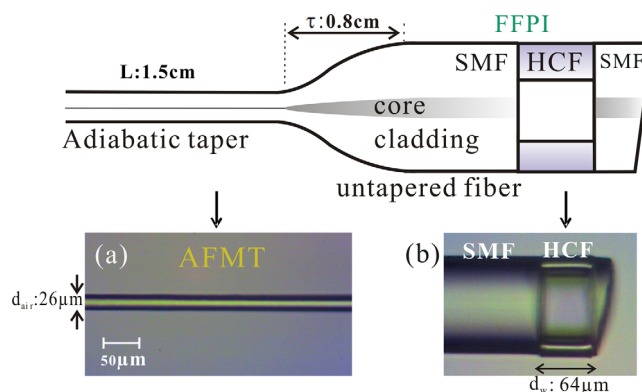 τ:0.8cm
FFPI
L:1.5cm
SMF HCF SMF
core
cladding
Adiabatic taper
untapered fiber
(a) AFMT
dair:26μm
50μm
(b) SMF HCF
dw: 64μm